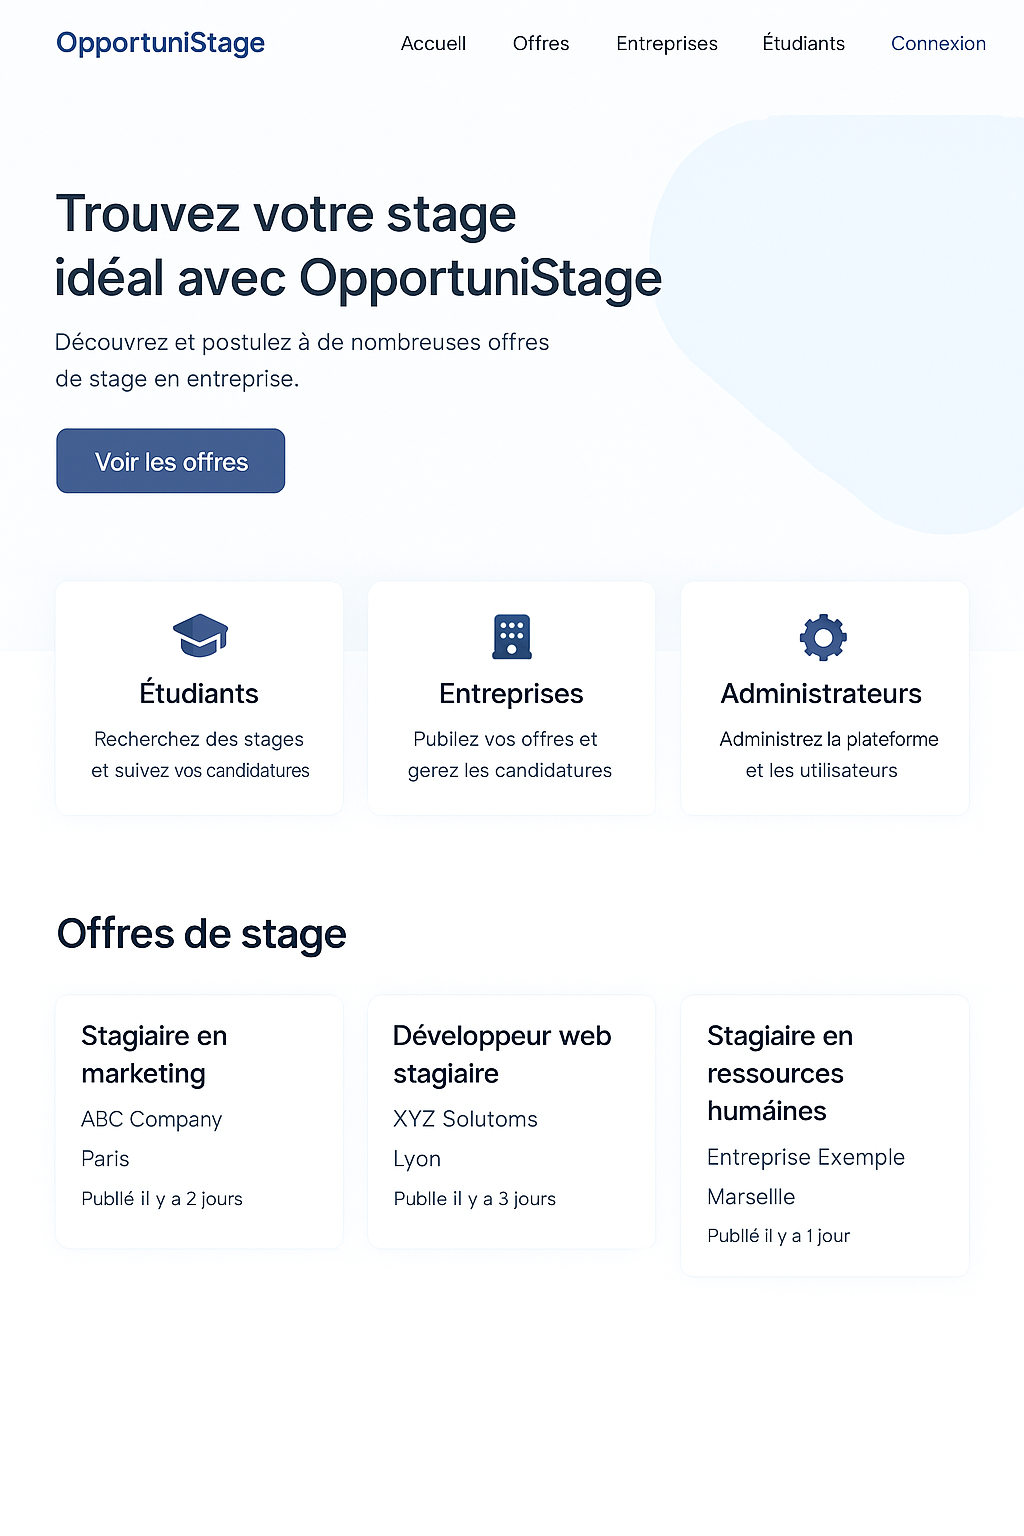 OpportuniStage
Accueil Offres Entreprises Étudiants Connexion
Trouvez votre stage
idéal avec OpportuniStage
Découvrez et postulez à de nombreuses offres
de stage en entreprise.
Voir les offres
Étudiants
Recherchez des stages
et suivez vos candidatures
Entreprises
Pubilez vos offres et
gerez les candidatures
Administrateurs
Administrez la plateforme
et les utilisateurs
Offres de stage
Stagiaire en
marketing
ABC Company
Paris
Publlé il y a 2 jours
Développeur web
stagiaire
XYZ Solutoms
Lyon
Publle il y a 3 jours
Stagiaire en
ressources
humáines
Entreprise Exemple
Marsellle
Publlé il y a 1 jour